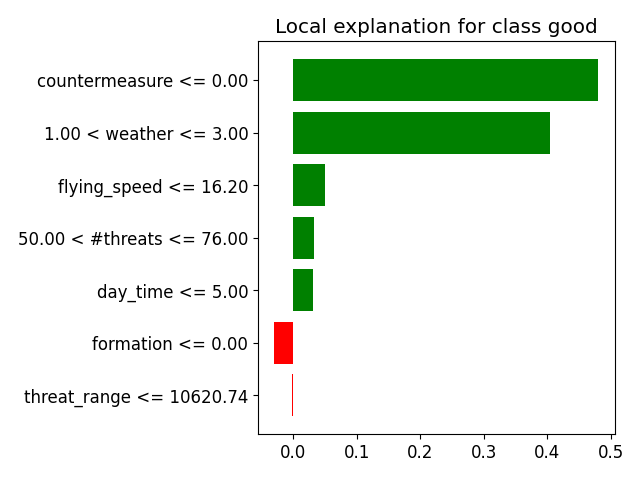 Local explanation for class good
countermeasure <= 0.00
1.00 < weather <= 3.00
flying_speed <= 16.20
50.00 < #threats <= 76.00
day_time <= 5.00
formation <= 0.00
threat_range <= 10620.74
0.0 0.1 0.2 0.3 0.4 0.5